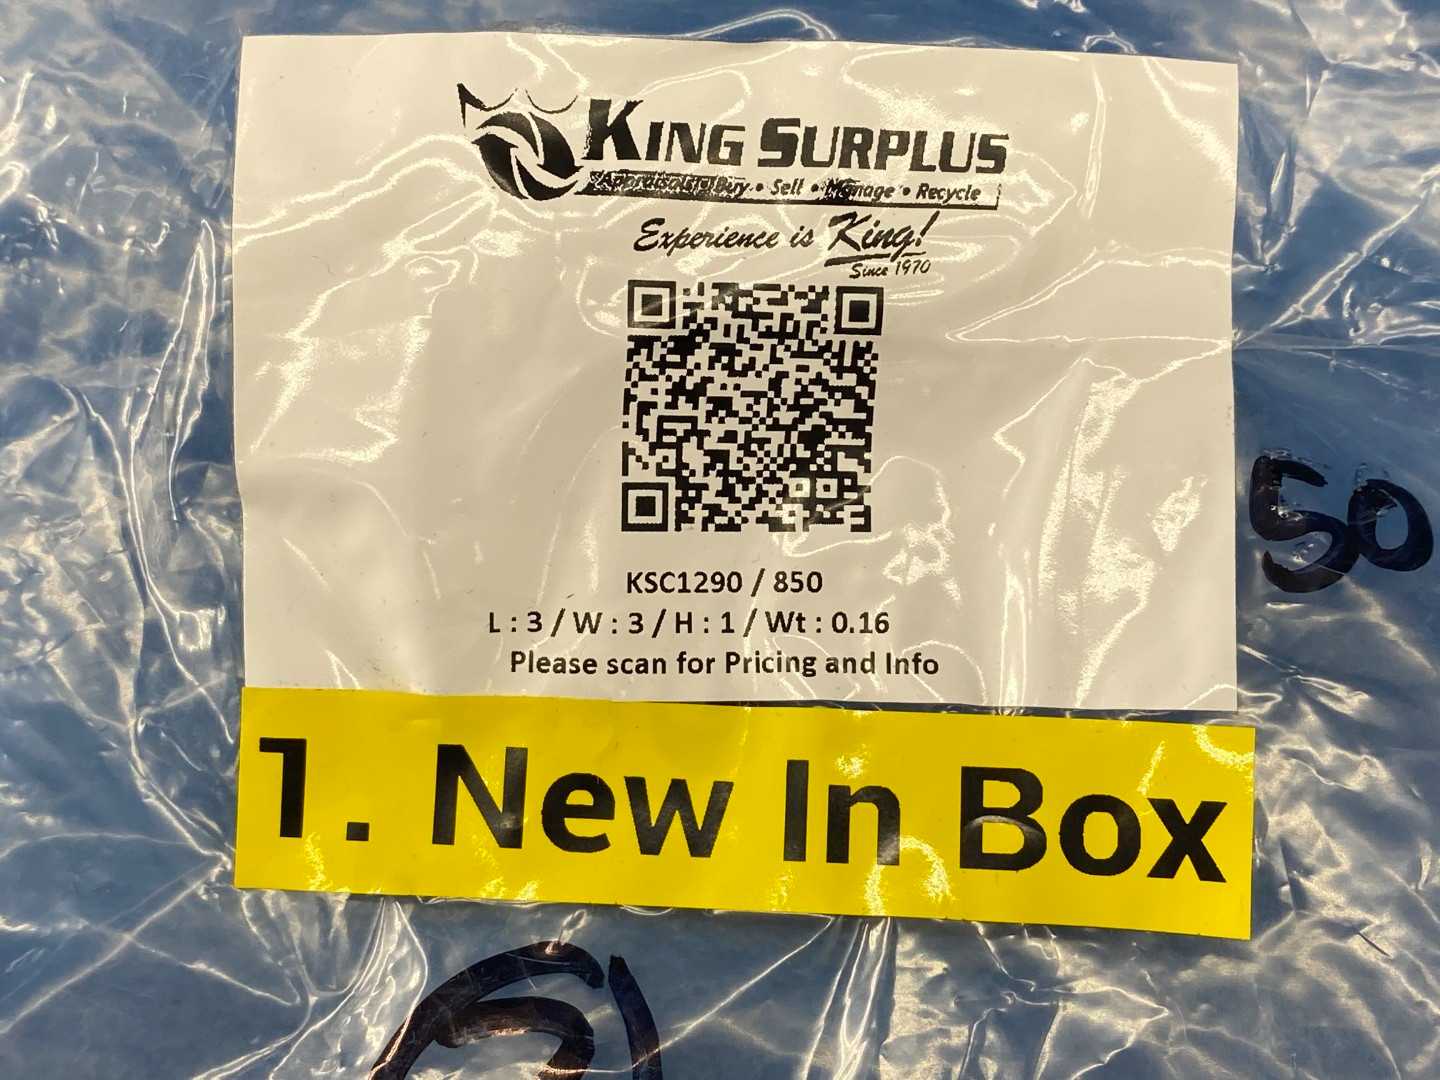 KING SURPLUS
Appraisals • Buy • Sell • Manage • Recycle
Experience is King!
Since 1970
KSC1290 / 850
L : 3 / W : 3 / H : 1 / Wt : 0.16
Please scan for Pricing and Info
50
1. New In Box